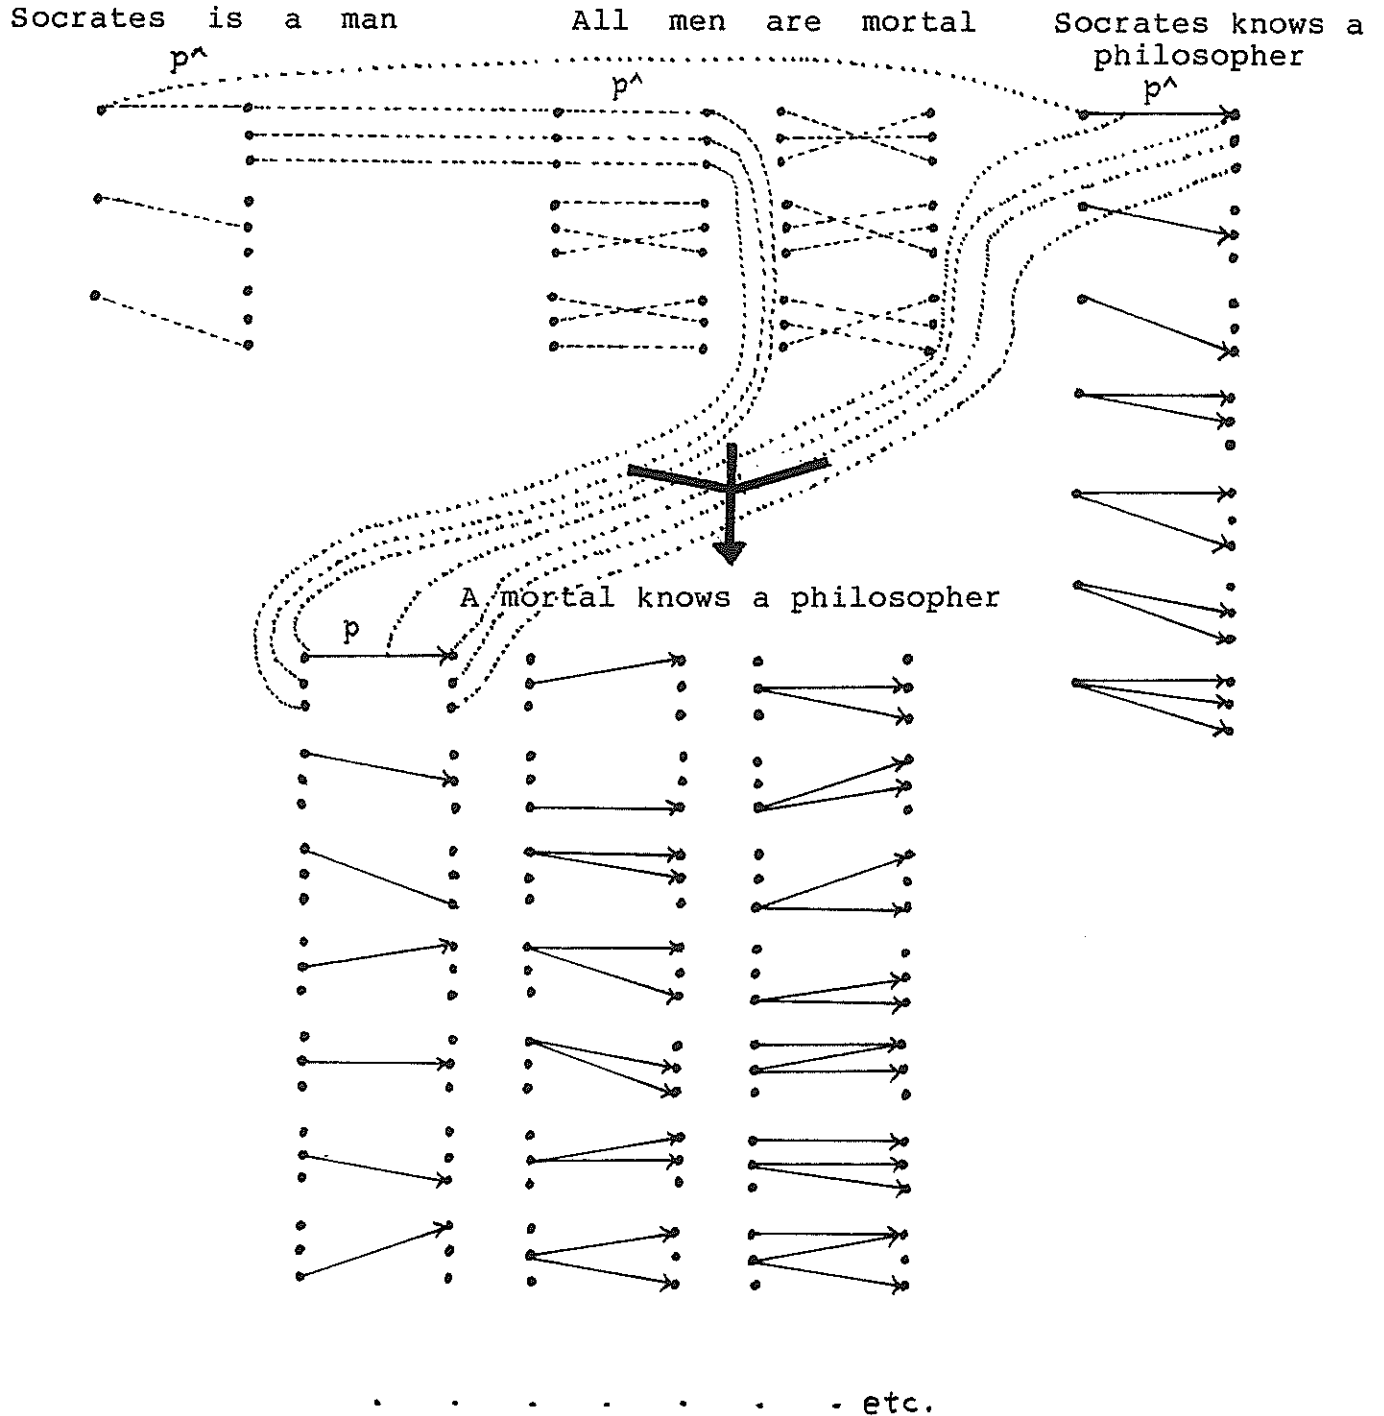 Socrates is a man
All men are mortal
Socrates knows a
philosopher
p^
p^
p^
A mortal knows a philosopher
p
. . . . . . . etc.